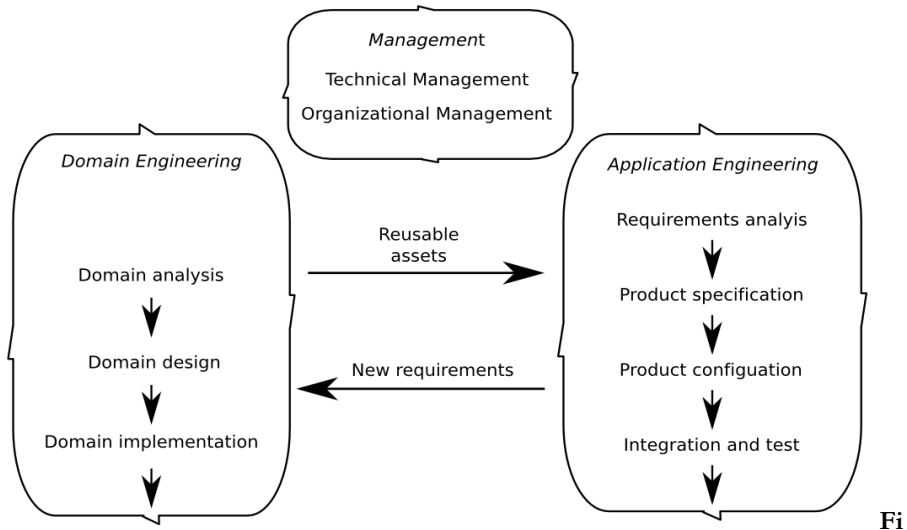 Management
Technical Management
Organizational Management
Domain Engineering
Domain analysis
Domain design
Domain implementation
Reusable
assets
New requirements
Application Engineering
Requirements analyis
Product specification
Product configuation
Integration and test
Fi